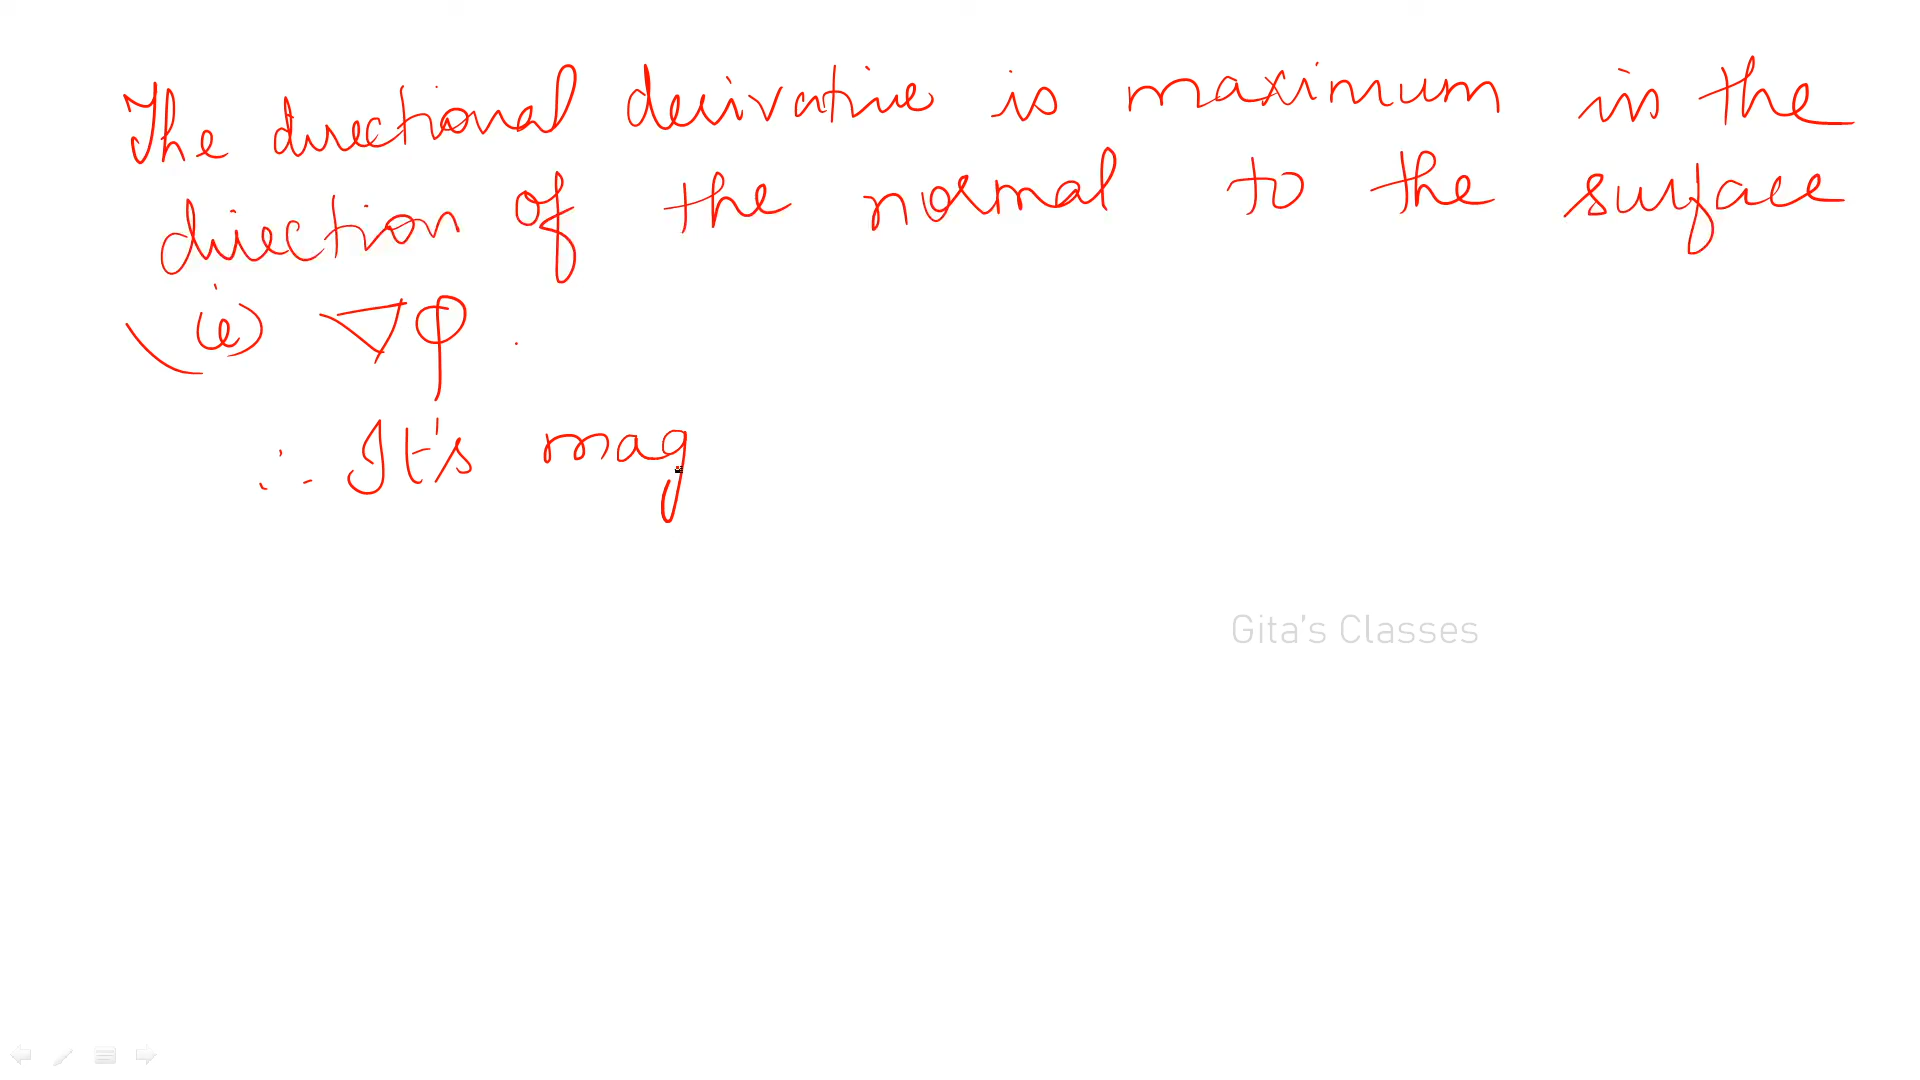 The directional derivative is maximum in the
direction of the normal to the surface
(ie) ∇φ.
∴ It's mag
Gita's Classes